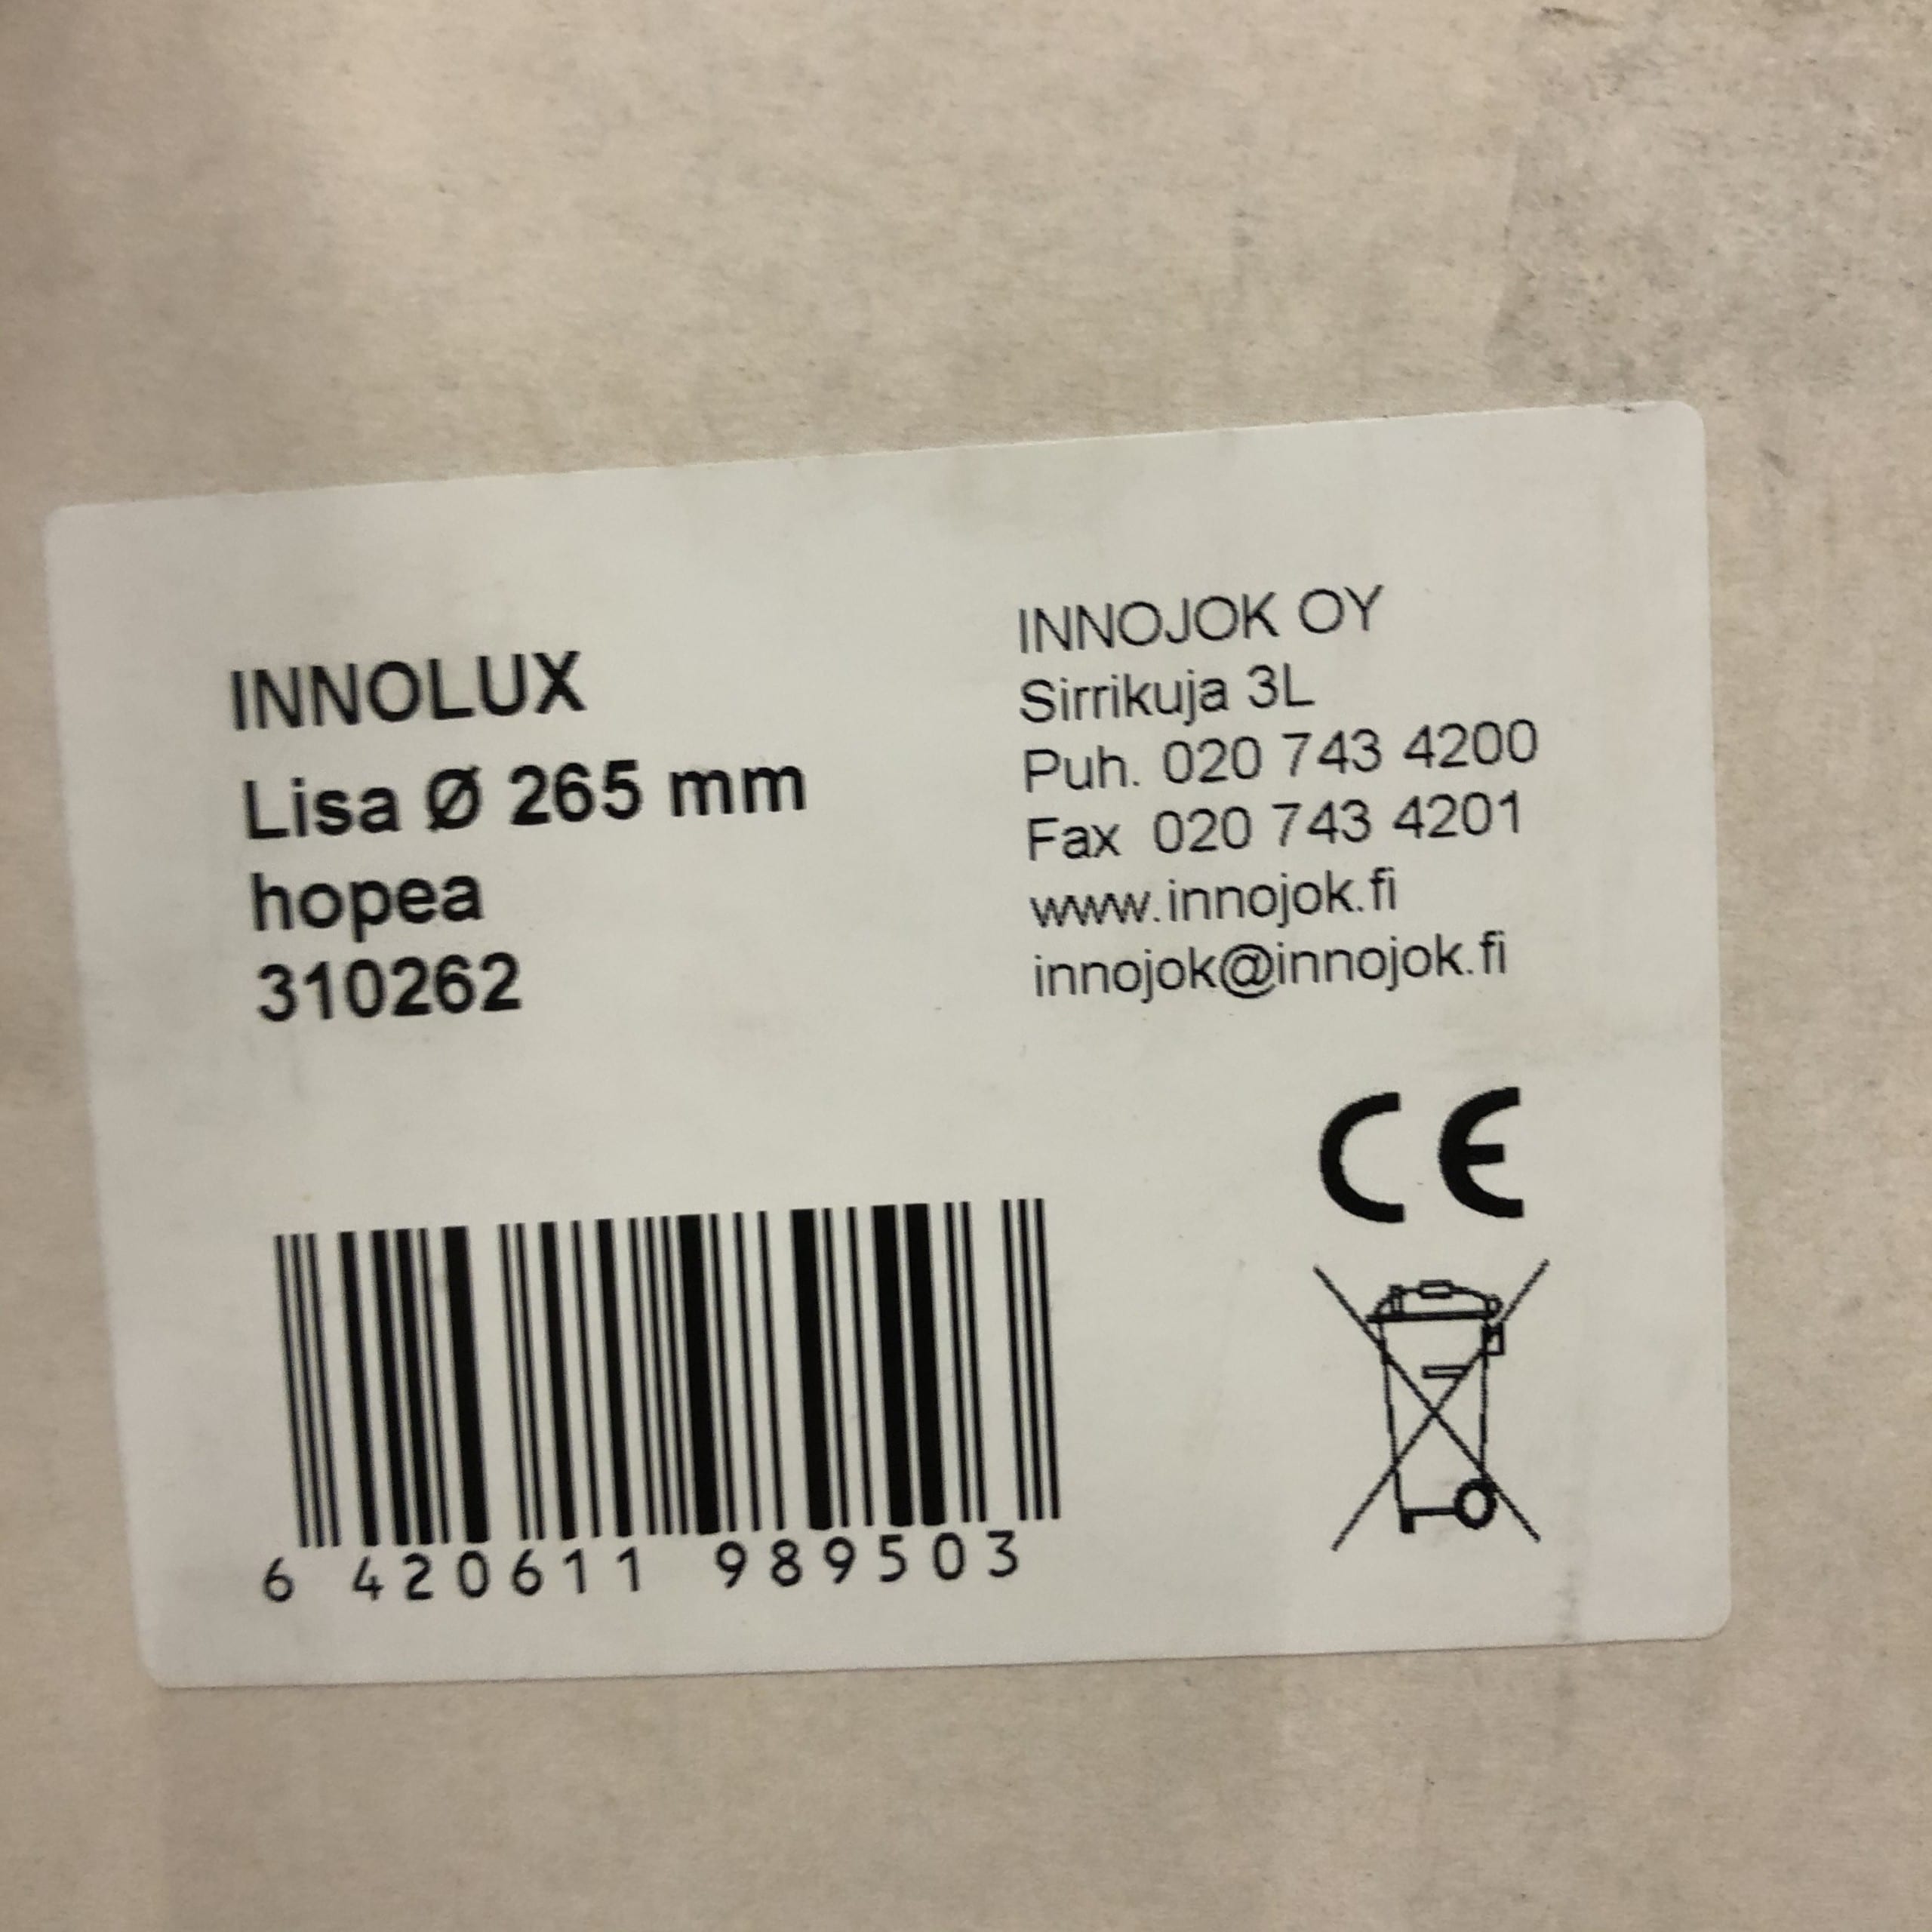 INNOLUX
Lisa Ø 265 mm
hopea
310262
INNOJOK OY
Sirrikuja 3L
Puh. 020 743 4200
Fax 020 743 4201
www.innojok.fi
innojok@innojok.fi
CE
6 420611 989503